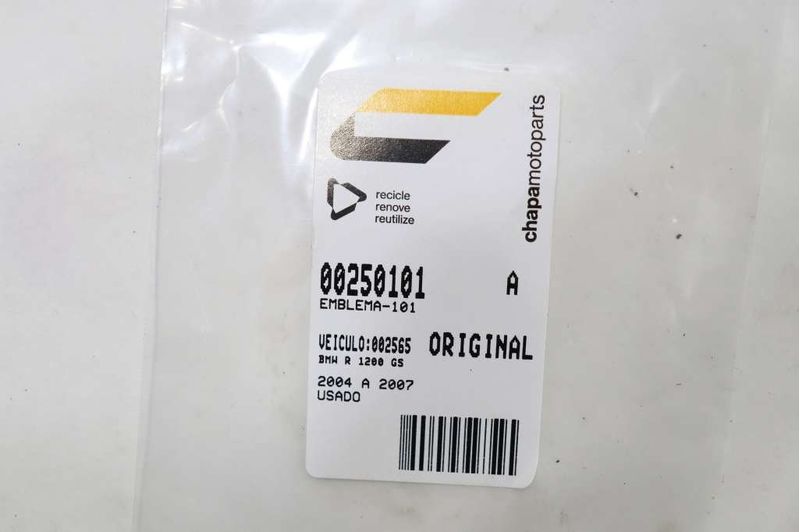 chapamotoparts
recicle
renove
reutilize
00250101 A
EMBLEMA-101
VEICULO:002565 ORIGINAL
BMW R 1200 GS
2004 A 2007
USADO